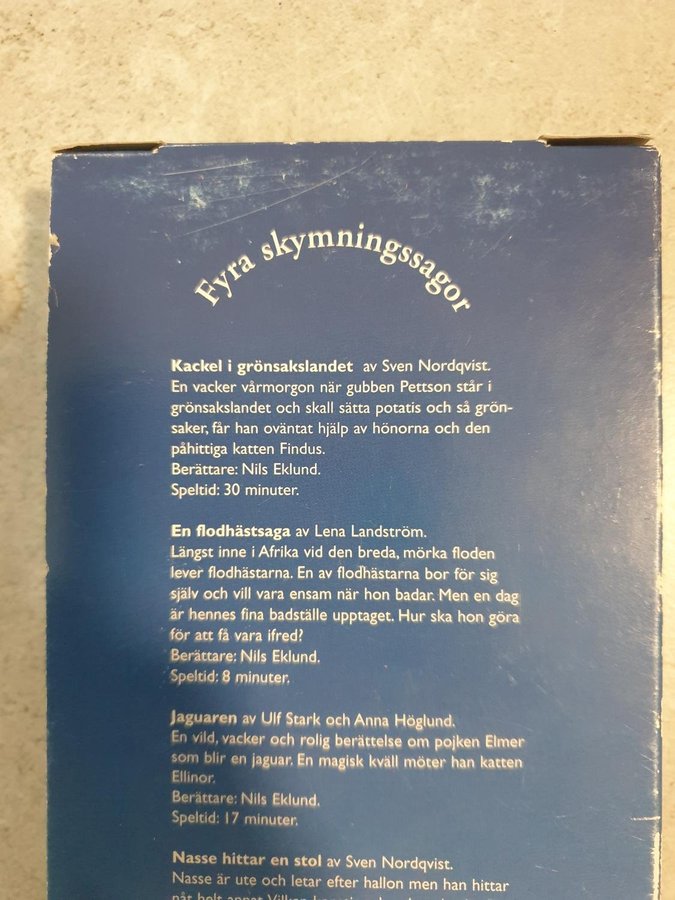 Fyra skymningssagor
Kackel i grönsakslandet av Sven Nordqvist.
En vacker vårmorgon när gubben Pettson står i
grönsakslandet och skall sätta potatis och så grön-
saker, får han oväntat hjälp av hönorna och den
påhittiga katten Findus.
Berättare: Nils Eklund.
Speltid: 30 minuter.
En flodhästsaga av Lena Landström.
Längst inne i Afrika vid den breda, mörka floden
lever flodhästarna. En av flodhästarna bor för sig
själv och vill vara ensam när hon badar. Men en dag
är hennes fina badställe upptaget. Hur ska hon göra
för att få vara ifred?
Berättare: Nils Eklund.
Speltid: 8 minuter.
Jaguaren av Ulf Stark och Anna Höglund.
En vild, vacker och rolig berättelse om pojken Elmer
som blir en jaguar. En magisk kväll möter han katten
Ellinor.
Berättare: Nils Eklund.
Speltid: 17 minuter.
Nasse hittar en stol av Sven Nordqvist.
Nasse är ute och letar efter hallon men han hittar
nåt helt annat